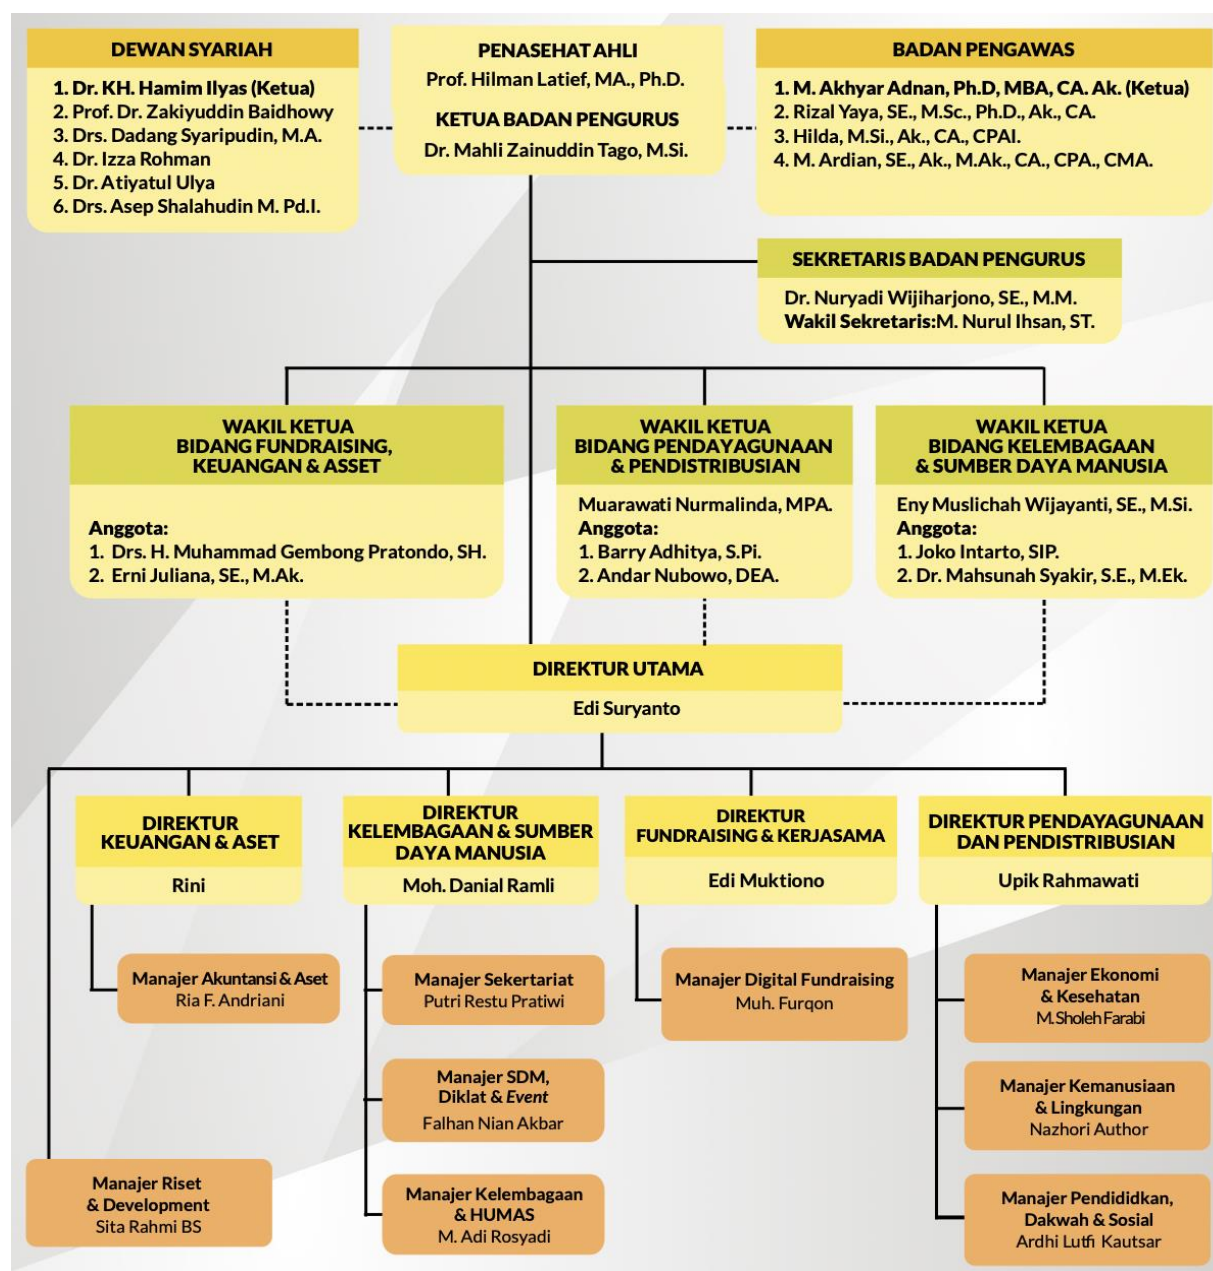 DEWAN SYARIAH
1. Dr. KH. Hamim Ilyas (Ketua)
2. Prof. Dr. Zakiyuddin Baidhowy
3. Drs. Dadang Syaripudin, M.A.
4. Dr. Izza Rohman
5. Dr. Atiyatul Ulya
6. Drs. Asep Shalahudin M. Pd.I.
PENASEHAT AHLI
Prof. Hilman Latief, MA., Ph.D.
KETUA BADAN PENGURUS
Dr. Mahli Zainuddin Tago, M.Si.
BADAN PENGAWAS
1. M. Akhyar Adnan, Ph.D, MBA, CA. Ak. (Ketua)
2. Rizal Yaya, SE., M.Sc., Ph.D., Ak., CA.
3. Hilda, M.Si., Ak., CA., CPAI.
4. M. Ardian, SE., Ak., M.Ak., CA., CPA., CMA.
SEKRETARIS BADAN PENGURUS
Dr. Nuryadi Wijiharjono, SE., M.M.
Wakil Sekretaris:M. Nurul Ihsan, ST.
WAKIL KETUA
BIDANG FUNDRAISING,
KEUANGAN & ASSET
Anggota:
1. Drs. H. Muhammad Gembong Pratondo, SH.
2. Erni Juliana, SE., M.Ak.
WAKIL KETUA
BIDANG PENDAYAGUNAAN
& PENDISTRIBUSIAN
Muarawati Nurmalinda, MPA.
Anggota:
1. Barry Adhitya, S.Pi.
2. Andar Nubowo, DEA.
WAKIL KETUA
BIDANG KELEMBAGAAN
& SUMBER DAYA MANUSIA
Eny Muslichah Wijayanti, SE., M.Si.
Anggota:
1. Joko Intarto, SIP.
2. Dr. Mahsunah Syakir, S.E., M.Ek.
DIREKTUR UTAMA
Edi Suryanto
DIREKTUR
KEUANGAN & ASET
Rini
DIREKTUR
KELEMBAGAAN & SUMBER
DAYA MANUSIA
Moh. Danial Ramli
DIREKTUR
FUNDRAISING & KERJASAMA
Edi Muktiono
DIREKTUR PENDAYAGUNAAN
DAN PENDISTRIBUSIAN
Upik Rahmawati
Manajer Akuntansi & Aset
Ria F. Andriani
Manajer Sekertariat
Putri Restu Pratiwi
Manajer Digital Fundraising
Muh. Furqon
Manajer Ekonomi
& Kesehatan
M.Sholeh Farabi
Manajer SDM,
Diklat & Event
Falhan Nian Akbar
Manajer Kemanusiaan
& Lingkungan
Nazhori Author
Manajer Riset
& Development
Sita Rahmi BS
Manajer Kelembagaan
& HUMAS
M. Adi Rosyadi
Manajer Pendididkan,
Dakwah & Sosial
Ardhi Lutfi Kautsar